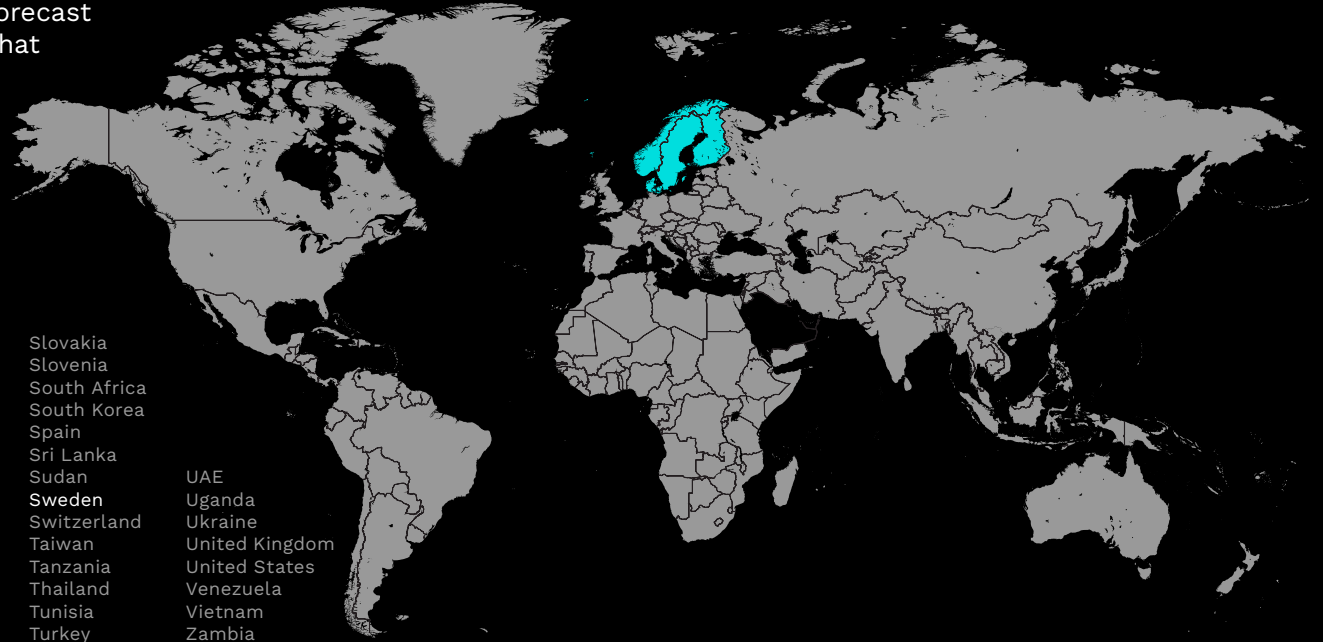 orecast
hat
Slovakia
Slovenia
South Africa
South Korea
Spain
Sri Lanka
Sudan
Sweden
Switzerland
Taiwan
Tanzania
Thailand
Tunisia
Turkey
UAE
Uganda
Ukraine
United Kingdom
United States
Venezuela
Vietnam
Zambia